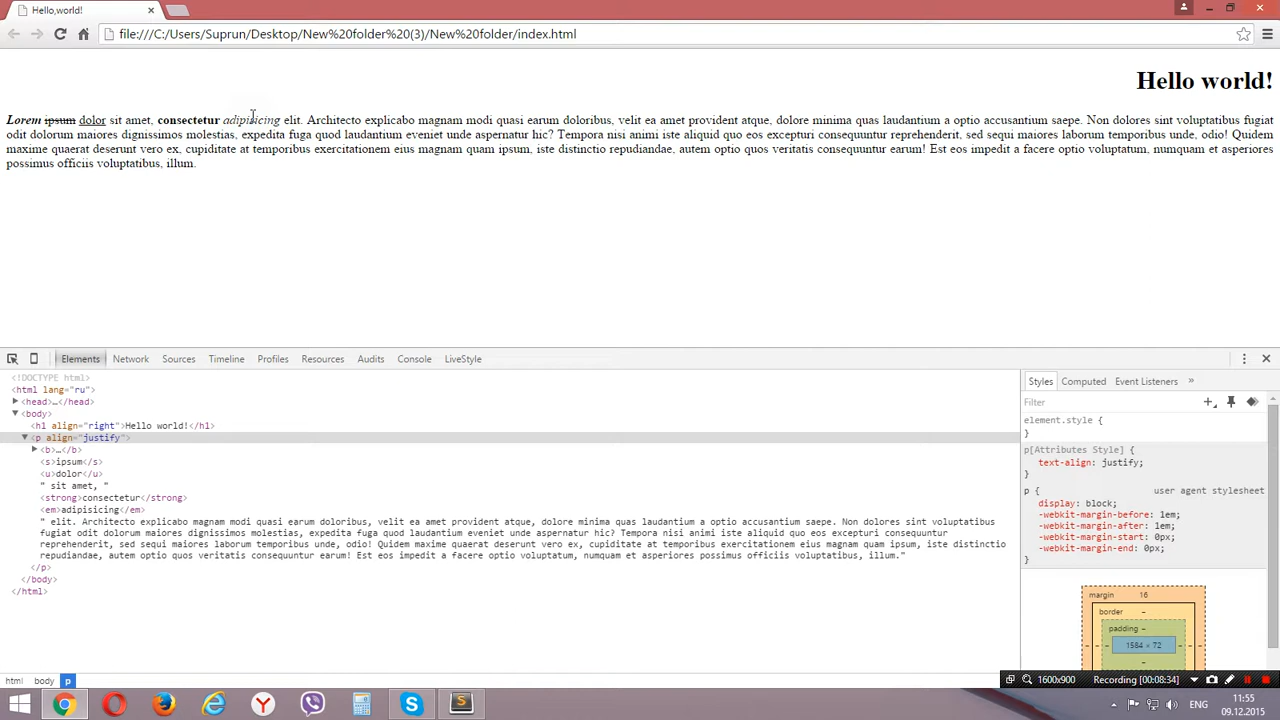 Hello,world!
file:///C:/Users/Suprun/Desktop/New%20folder%20(3)/New%20folder/index.html
Hello world!
Lorem ipsum dolor sit amet, consectetur adipisicing elit. Architecto explicabo magnam modi quasi earum doloribus, velit ea amet provident atque, dolore minima quas laudantium a optio accusantium saepe. Non dolores sint voluptatibus fugiat
odit dolorum maiores dignissimos molestias, expedita fuga quod laudantium eveniet unde aspernatur hic? Tempora nisi animi iste aliquid quo eos excepturi consequuntur reprehenderit, sed sequi maiores laborum temporibus unde, odio! Quidem
maxime quaerat deserunt vero ex, cupiditate at temporibus exercitationem eius magnam quam ipsum, iste distinctio repudiandae, autem optio quos veritatis consequuntur earum! Est eos impedit a facere optio voluptatum, numquam et asperiores
possimus officiis voluptatibus, illum.
Elements Network Sources Timeline Profiles Resources Audits Console LiveStyle
<!DOCTYPE html>
<html lang="ru">
<head>…</head>
<body>
<h1 align="right">Hello world!</h1>
<p align="justify">
<b>…</b>
<s>ipsum</s>
<u>dolor</u>
" sit amet, "
<strong>consectetur</strong>
<em>adipisicing</em>
" elit. Architecto explicabo magnam modi quasi earum doloribus, velit ea amet provident atque, dolore minima quas laudantium a optio accusantium saepe. Non dolores sint voluptatibus
fugiat odit dolorum maiores dignissimos molestias, expedita fuga quod laudantium eveniet unde aspernatur hic? Tempora nisi animi iste aliquid quo eos excepturi consequuntur
reprehenderit, sed sequi maiores laborum temporibus unde, odio! Quidem maxime quaerat deserunt vero ex, cupiditate at temporibus exercitationem eius magnam quam ipsum, iste distinctio
repudiandae, autem optio quos veritatis consequuntur earum! Est eos impedit a facere optio voluptatum, numquam et asperiores possimus officiis voluptatibus, illum."
</p>
</body>
</html>
html body p
Styles Computed Event Listeners »
Filter
element.style {
}
p[Attributes Style] {
text-align: justify;
}
p { user agent stylesheet
display: block;
-webkit-margin-before: 1em;
-webkit-margin-after: 1em;
-webkit-margin-start: 0px;
-webkit-margin-end: 0px;
}
margin 16
border -
padding -
- - - 1584 × 72 - - -
-
1600x900 Recording [00:08:34]
ENG
11:55
09.12.2015